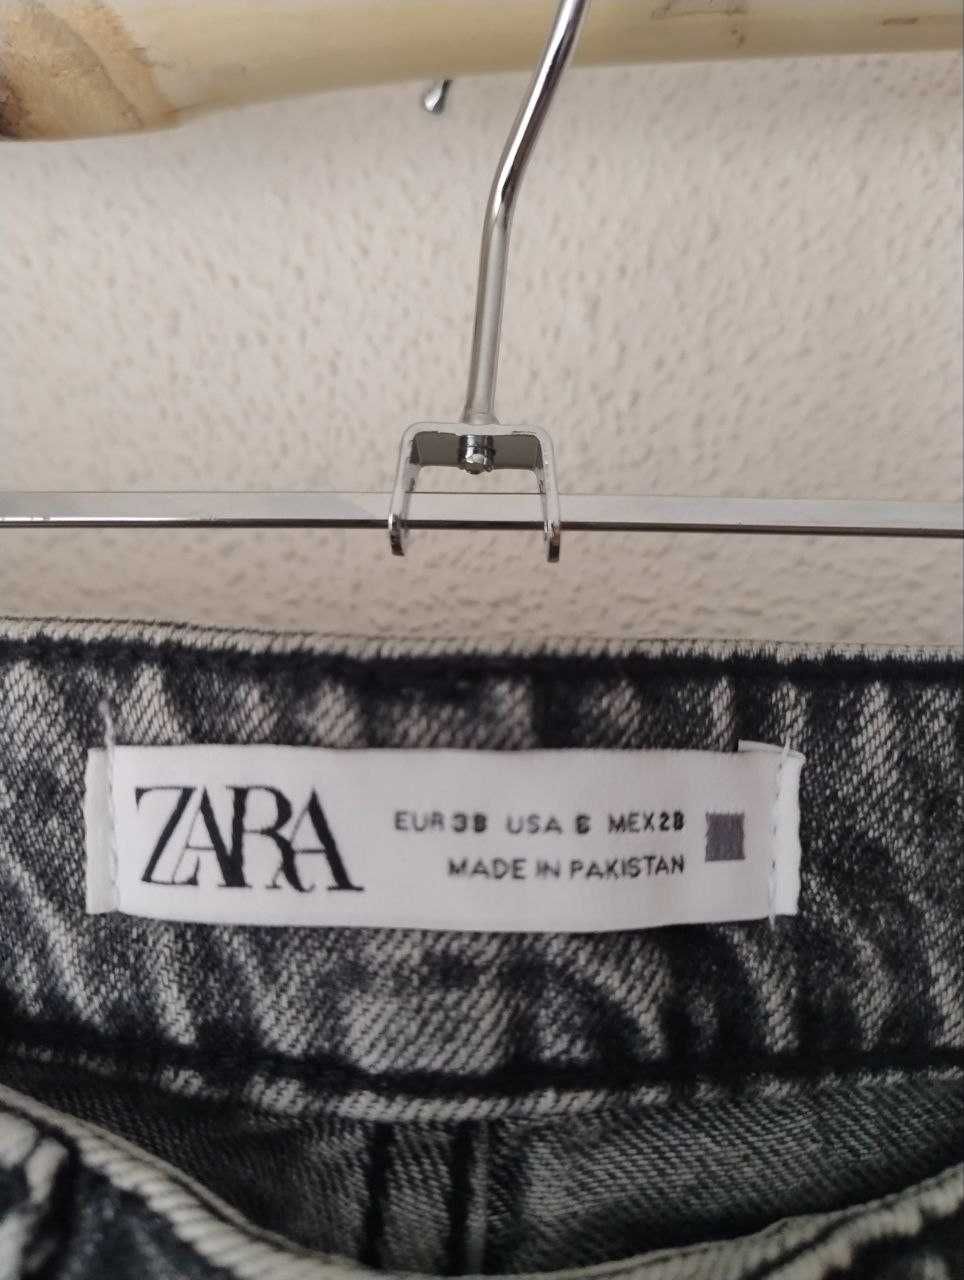 ZARA
EUR 38 USA 6 MEX 28
MADE IN PAKISTAN